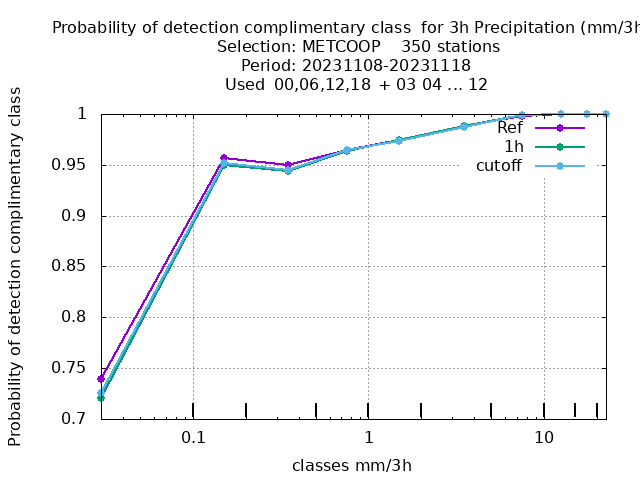 Probability of detection complimentary class  for 3h Precipitation (mm/3h
Selection: METCOOP    350 stations
Period: 20231108-20231118
Used  00,06,12,18  + 03 04 ... 12
Probability of detection complimentary class
1
0.95
0.9
0.85
0.8
0.75
0.7
Ref
1h
cutoff
0.1
1
10
classes mm/3h